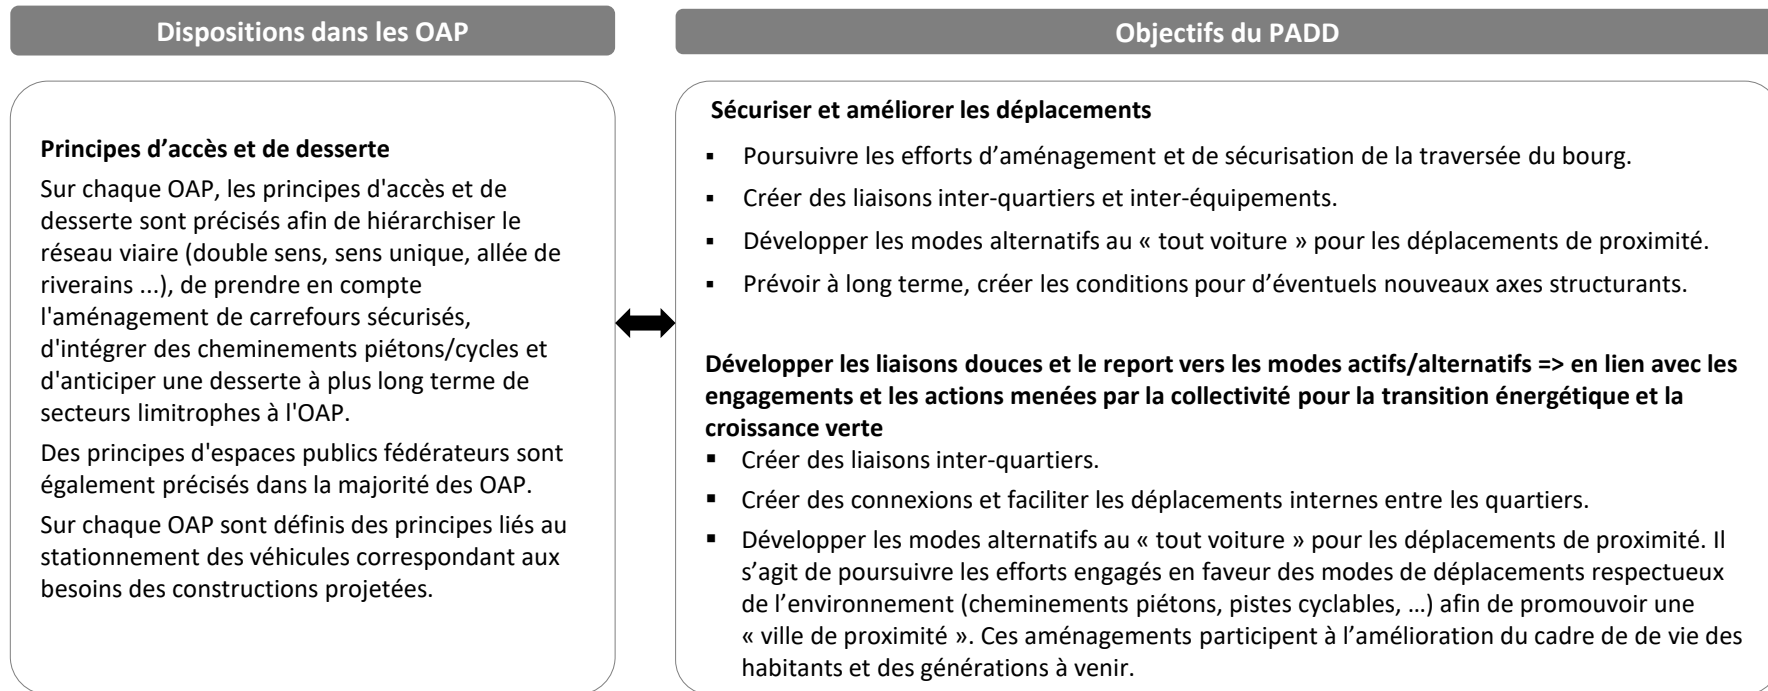 Dispositions dans les OAP
Principes d’accès et de desserte
Sur chaque OAP, les principes d'accès et de
desserte sont précisés afin de hiérarchiser le
réseau viaire (double sens, sens unique, allée de
riverains ...), de prendre en compte
l'aménagement de carrefours sécurisés,
d'intégrer des cheminements piétons/cycles et
d'anticiper une desserte à plus long terme de
secteurs limitrophes à l'OAP.
Des principes d'espaces publics fédérateurs sont
également précisés dans la majorité des OAP.
Sur chaque OAP sont définis des principes liés au
stationnement des véhicules correspondant aux
besoins des constructions projetées.
Objectifs du PADD
Sécuriser et améliorer les déplacements
▪ Poursuivre les efforts d’aménagement et de sécurisation de la traversée du bourg.
▪ Créer des liaisons inter-quartiers et inter-équipements.
▪ Développer les modes alternatifs au « tout voiture » pour les déplacements de proximité.
▪ Prévoir à long terme, créer les conditions pour d’éventuels nouveaux axes structurants.
Développer les liaisons douces et le report vers les modes actifs/alternatifs => en lien avec les
engagements et les actions menées par la collectivité pour la transition énergétique et la
croissance verte
▪ Créer des liaisons inter-quartiers.
▪ Créer des connexions et faciliter les déplacements internes entre les quartiers.
▪ Développer les modes alternatifs au « tout voiture » pour les déplacements de proximité. Il
s’agit de poursuivre les efforts engagés en faveur des modes de déplacements respectueux
de l’environnement (cheminements piétons, pistes cyclables, …) afin de promouvoir une
« ville de proximité ». Ces aménagements participent à l’amélioration du cadre de de vie des
habitants et des générations à venir.